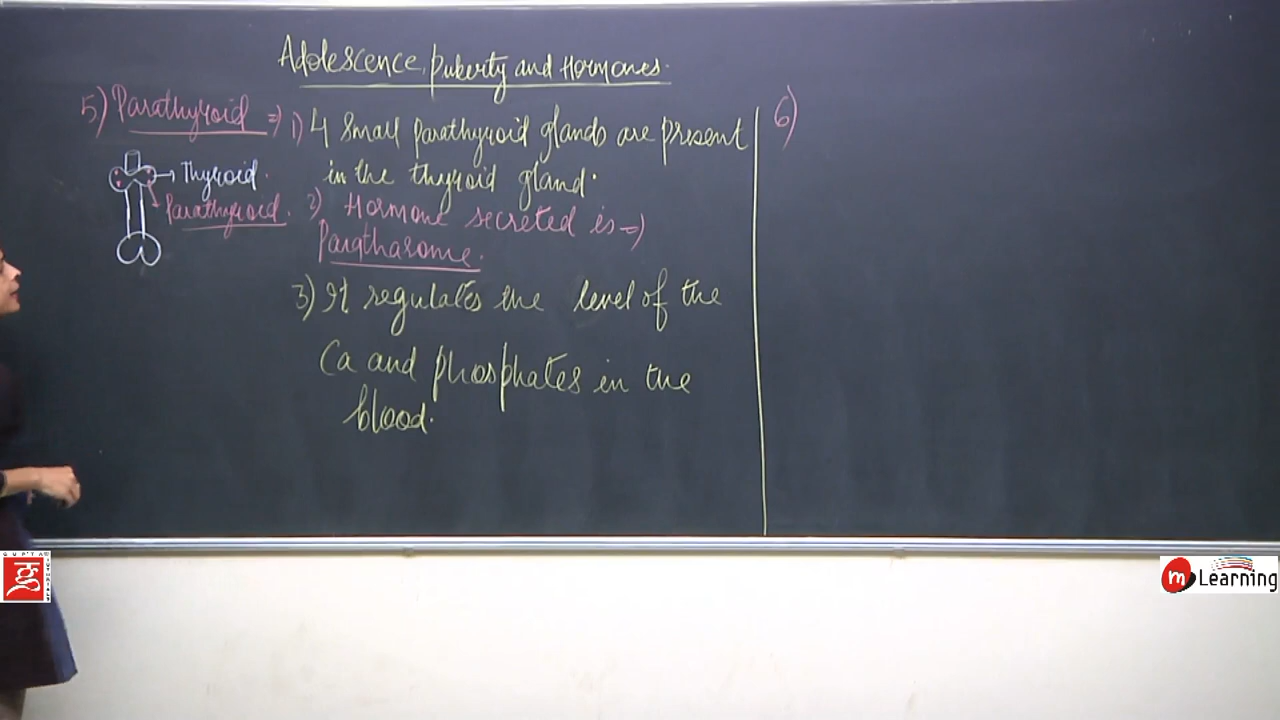 Adolescence, puberty and Hormones.
5) Parathyroid ⇒
1) 4 small parathyroid glands are present
in the thyroid gland.
→ Thyroid.
Parathyroid.
2) Hormone secreted is ⇒
Parathasome.
3) It regulates the level of the
Ca and phosphates in the
blood.
6)
GUPTA
m Learning